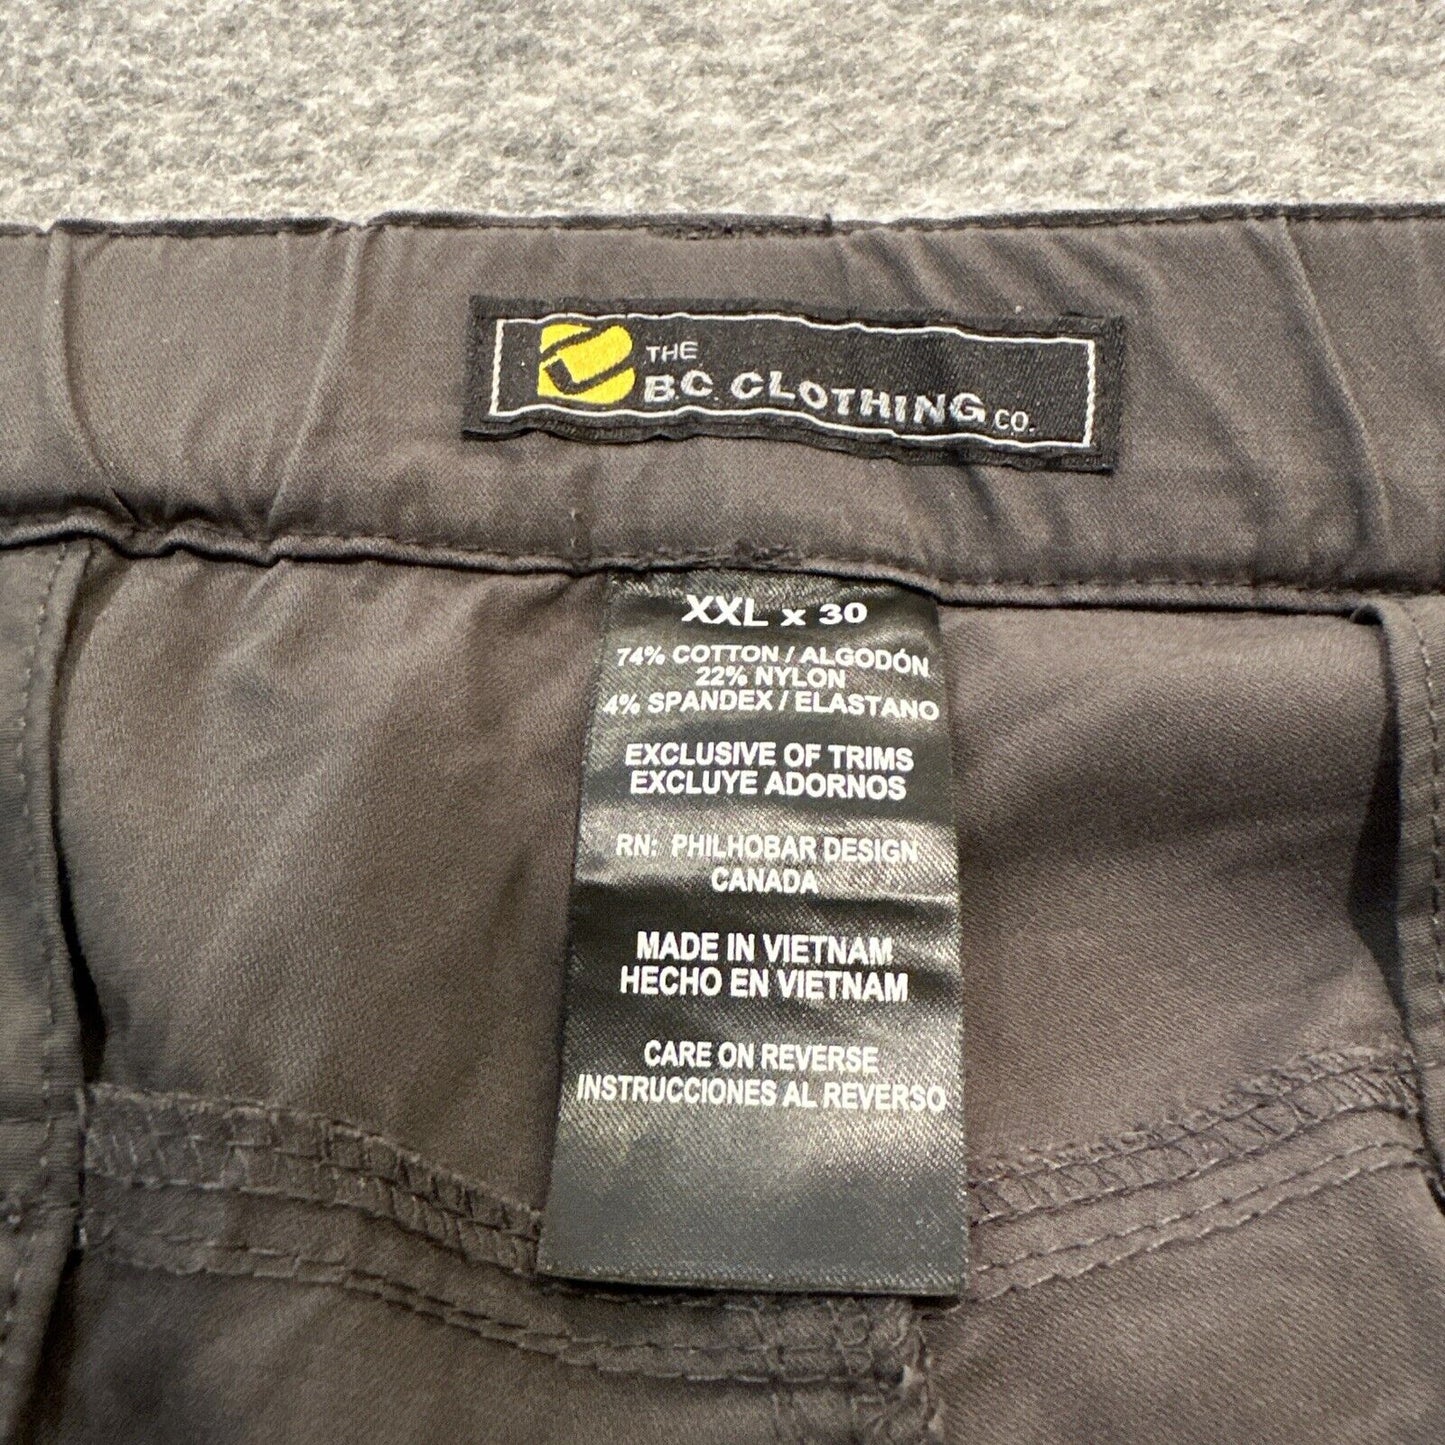 THE
B.C. CLOTHING CO.
XXL x 30
74% COTTON / ALGODÓN
22% NYLON
4% SPANDEX / ELASTANO
EXCLUSIVE OF TRIMS
EXCLUYE ADORNOS
RN: PHILHOBAR DESIGN
CANADA
MADE IN VIETNAM
HECHO EN VIETNAM
CARE ON REVERSE
INSTRUCCIONES AL REVERSO